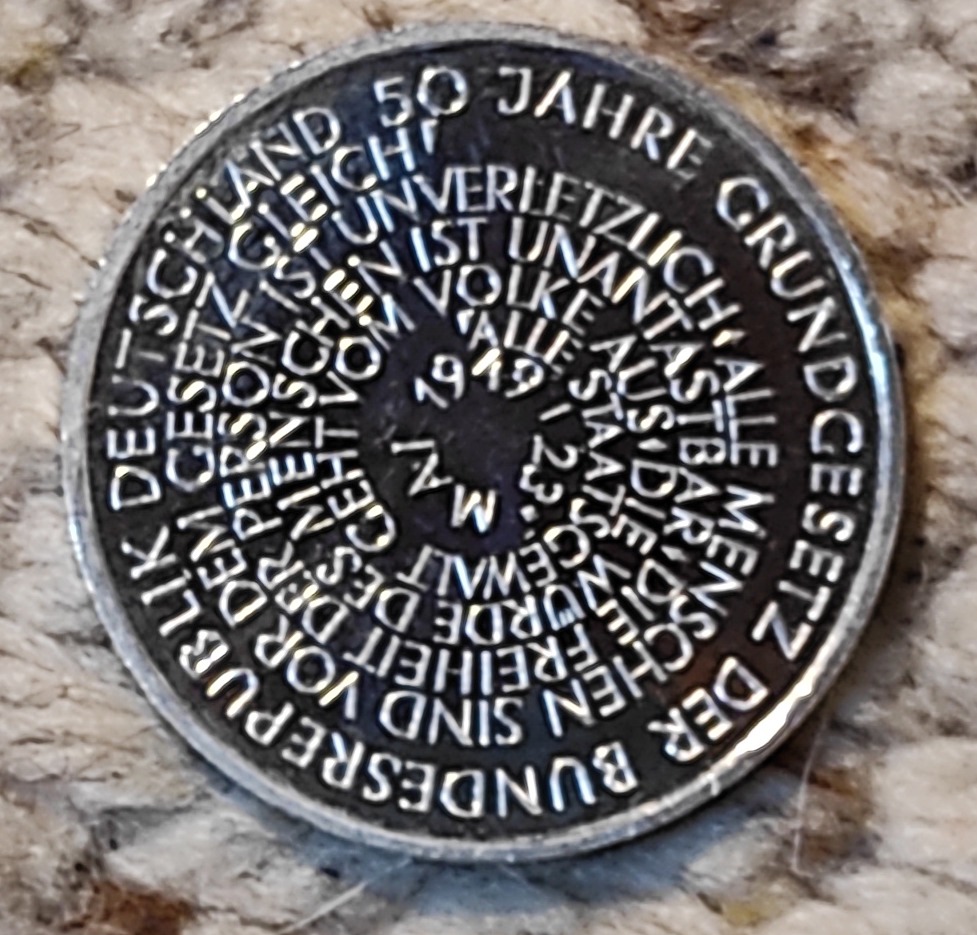 50 JAHRE GRUNDGESETZ DER BUNDESREPUBLIK DEUTSCHLAND
'ALLE STAATSGEWALT GEHT VOM VOLKE AUS' DIE WÜRDE DES MENSCHEN IST UNANTASTBAR' DIE FREIHEIT DER PERSON IST UNVERLETZLICH' ALLE MENSCHEN SIND VOR DEM GESETZ GLEICH'
23. MAI 1949